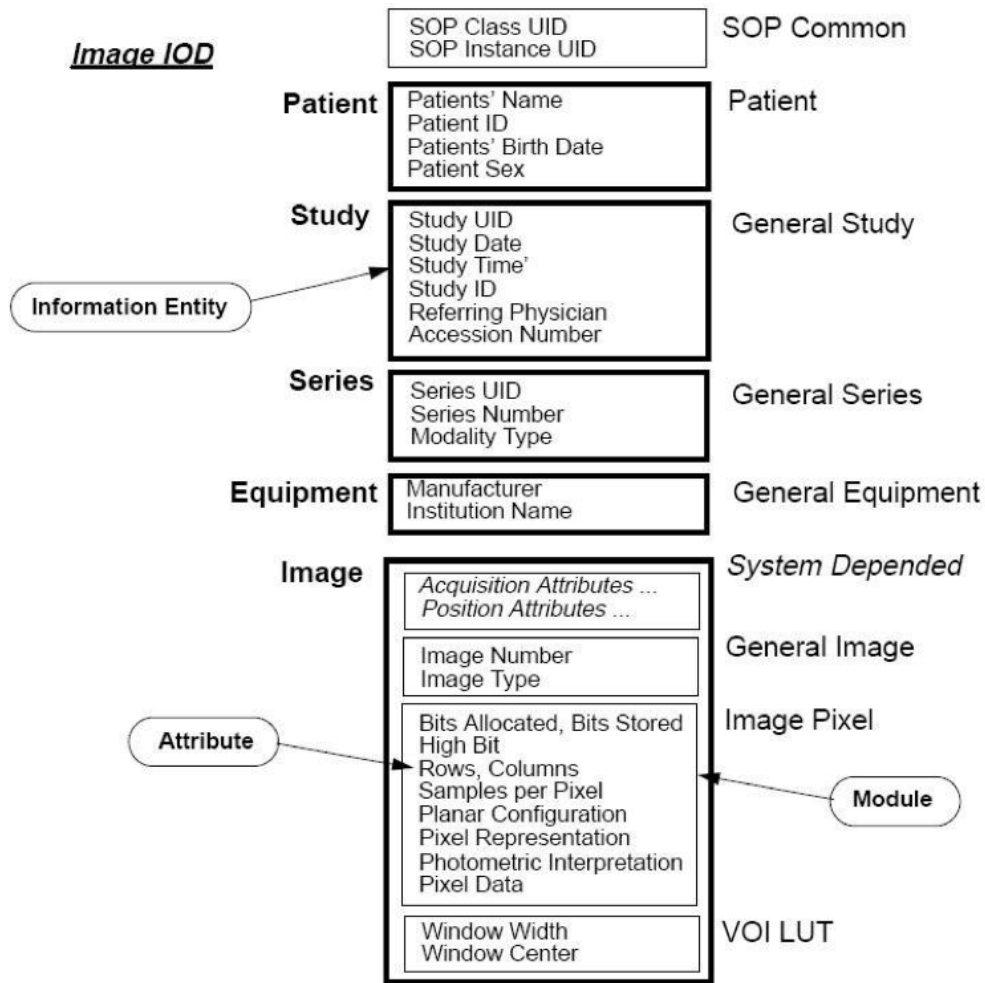 Image IOD
SOP Class UID
SOP Instance UID
SOP Common
Patient
Patients’ Name
Patient ID
Patients’ Birth Date
Patient Sex
Patient
Study
Study UID
Study Date
Study Time’
Study ID
Referring Physician
Accession Number
General Study
Information Entity
Series
Series UID
Series Number
Modality Type
General Series
Equipment
Manufacturer
Institution Name
General Equipment
Image
Acquisition Attributes ...
Position Attributes ...
System Depended
Image Number
Image Type
General Image
Attribute
Bits Allocated, Bits Stored
High Bit
Rows, Columns
Samples per Pixel
Planar Configuration
Pixel Representation
Photometric Interpretation
Pixel Data
Image Pixel
Module
Window Width
Window Center
VOI LUT